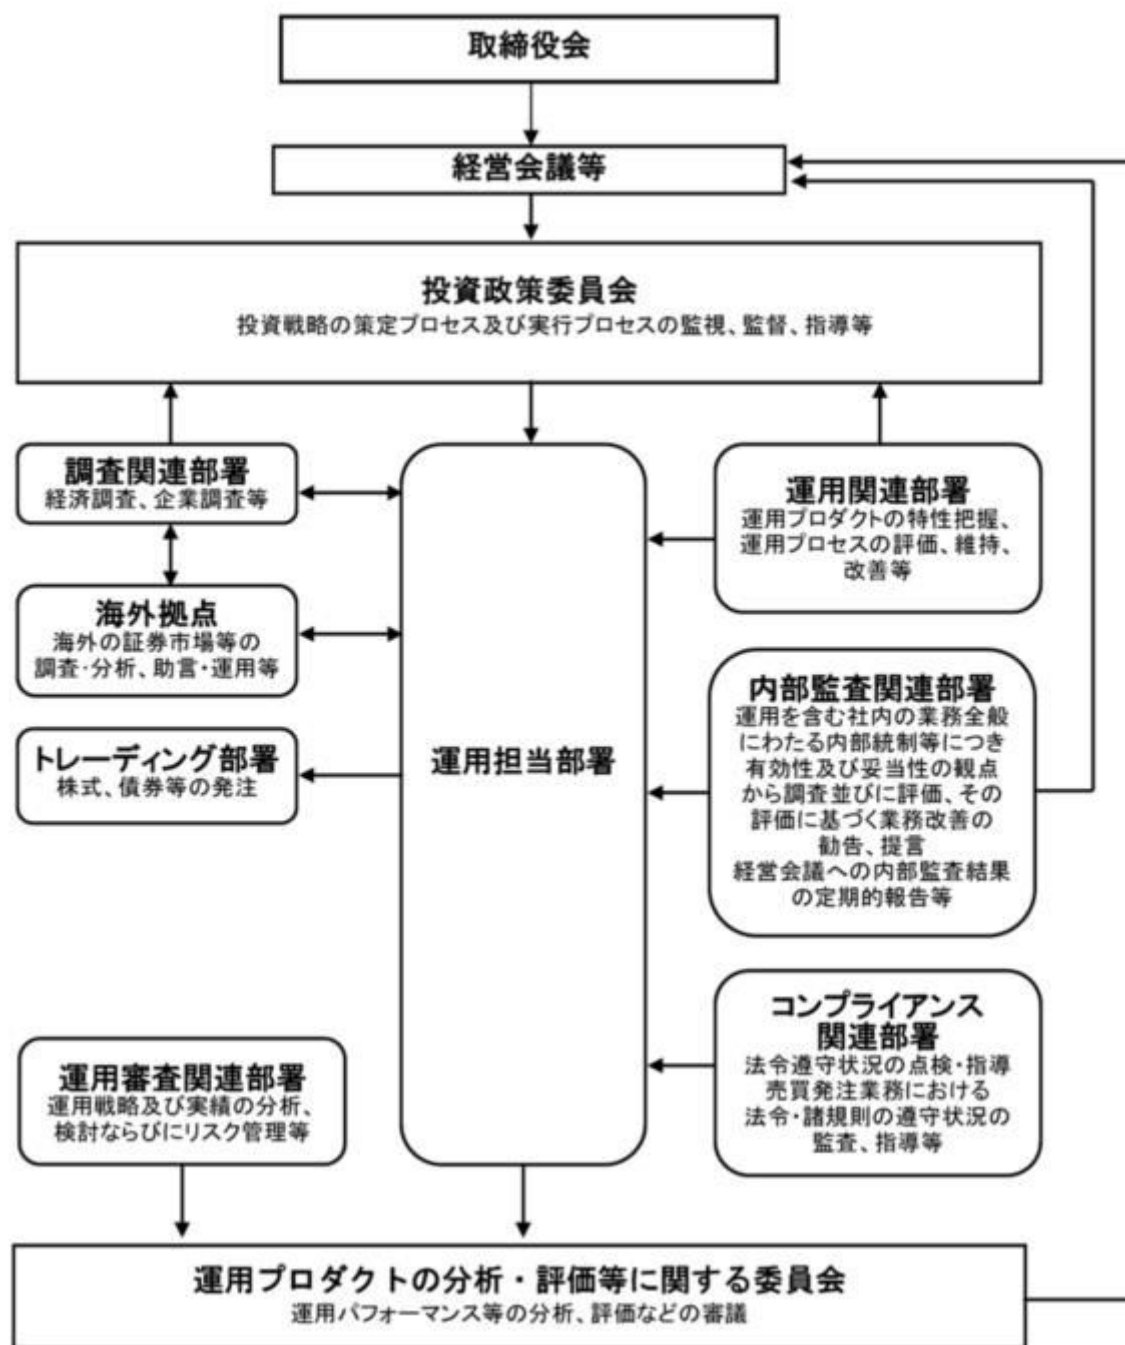 取締役会
経営会議等
投資政策委員会
投資戦略の策定プロセス及び実行プロセスの監視、監督、指導等
調査関連部署
経済調査、企業調査等
海外拠点
海外の証券市場等の
調査・分析、助言・運用等
トレーディング部署
株式、債券等の発注
運用担当部署
運用関連部署
運用プロダクトの特性把握、
運用プロセスの評価、維持、
改善等
内部監査関連部署
運用を含む社内の業務全般
にわたる内部統制等につき
有効性及び妥当性の観点
から調査並びに評価、その
評価に基づく業務改善の
勧告、提言
経営会議への内部監査結果
の定期的報告等
コンプライアンス
関連部署
法令遵守状況の点検・指導
売買発注業務における
法令・諸規則の遵守状況の
監査、指導等
運用審査関連部署
運用戦略及び実績の分析、
検討ならびにリスク管理等
運用プロダクトの分析・評価等に関する委員会
運用パフォーマンス等の分析、評価などの審議